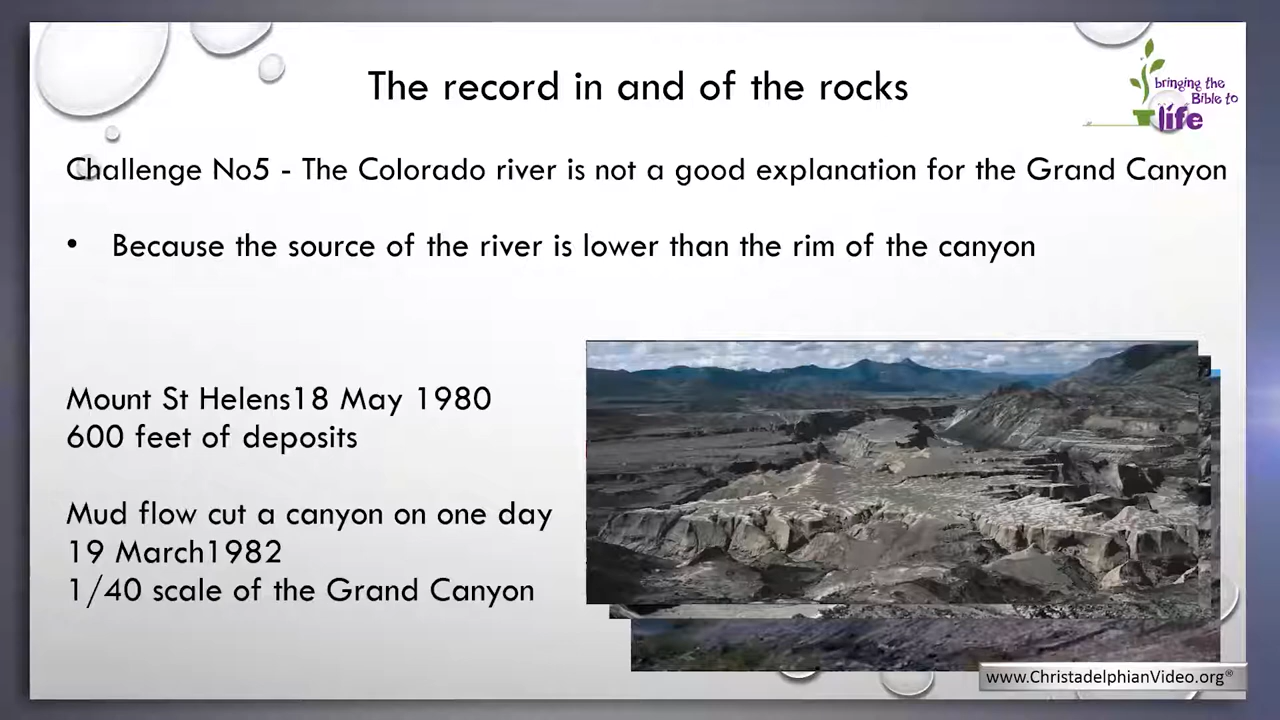 The record in and of the rocks
bringing the
Bible to
life
Challenge No5 - The Colorado river is not a good explanation for the Grand Canyon
• Because the source of the river is lower than the rim of the canyon
Mount St Helens18 May 1980
600 feet of deposits
Mud flow cut a canyon on one day
19 March1982
1/40 scale of the Grand Canyon
www.ChristadelphianVideo.org®